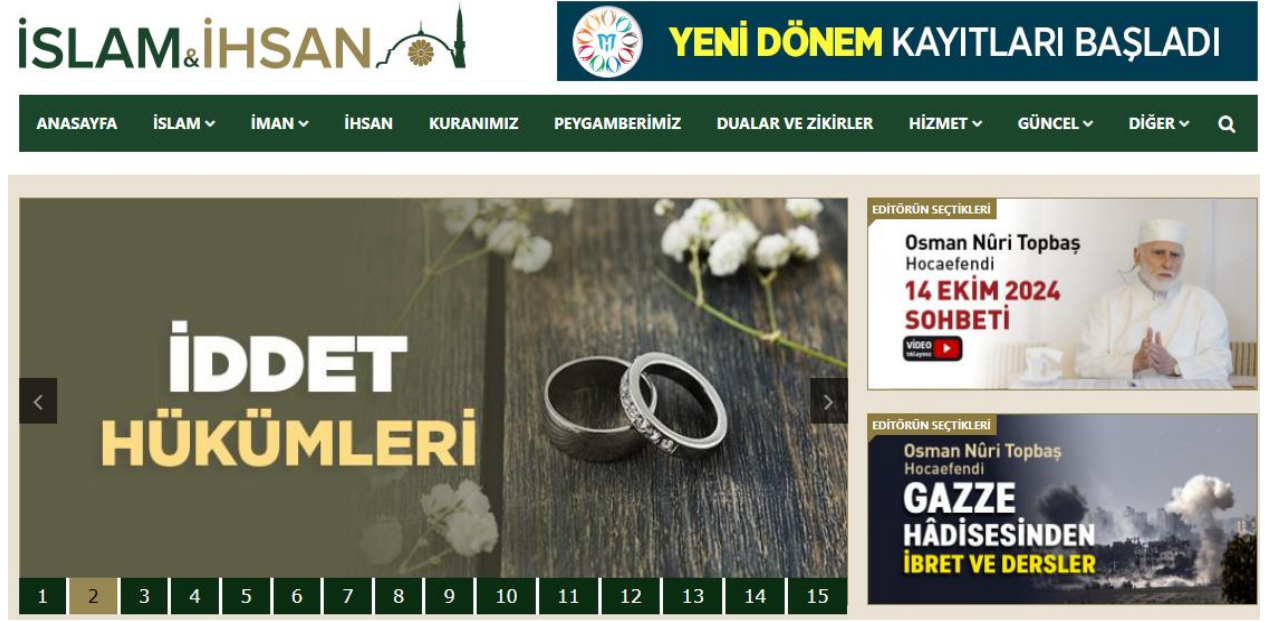 İSLAM&İHSAN
YENİ DÖNEM KAYITLARI BAŞLADI
ANASAYFA İSLAM İMAN İHSAN KURANIMIZ PEYGAMBERİMİZ DUALAR VE ZİKİRLER HİZMET GÜNCEL DİĞER
İDDET
HÜKÜMLERİ
1 2 3 4 5 6 7 8 9 10 11 12 13 14 15
EDİTÖRÜN SEÇTİKLERİ
Osman Nûri Topbaş
Hocaefendi
14 EKİM 2024
SOHBETİ
VİDEO
tıklayınız
EDİTÖRÜN SEÇTİKLERİ
Osman Nûri Topbaş
Hocaefendi
GAZZE
HÂDİSESİNDEN
İBRET VE DERSLER